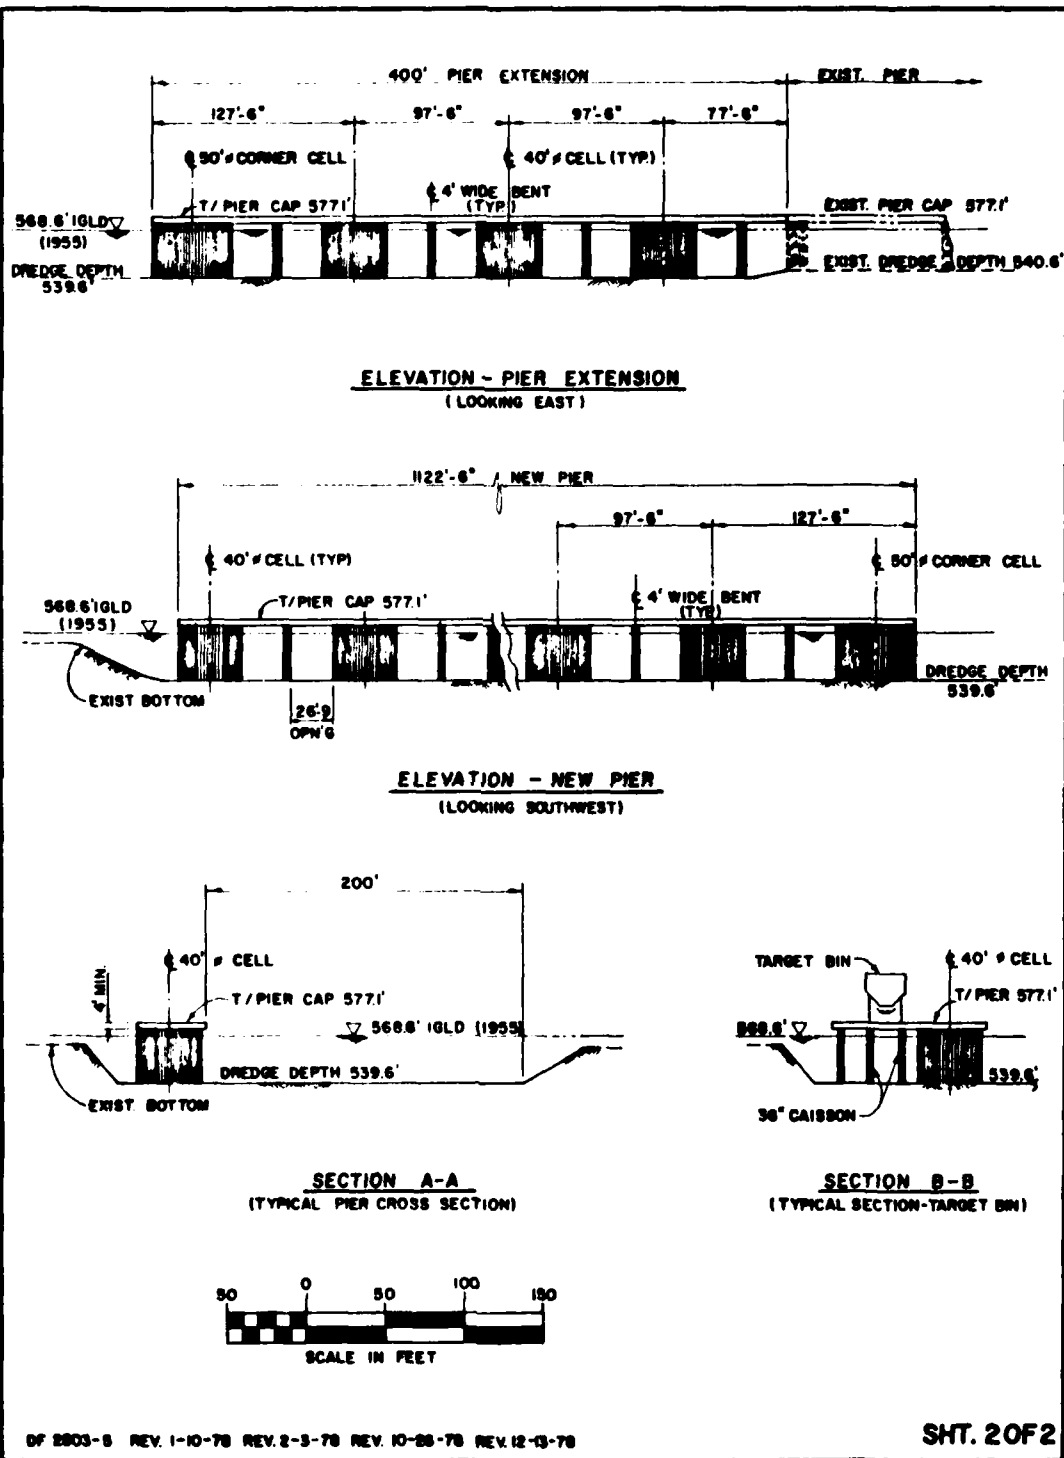 400' PIER EXTENSION
EXIST. PIER
127'-6" 97'-6" 97'-6" 77'-6"
℄ 50' ø CORNER CELL
℄ 40' ø CELL (TYP.)
℄ 4' WIDE BENT
(TYP.)
T/PIER CAP 577.1'
EXIST. PIER CAP 577.1'
568.6' IGLD
(1955)
DREDGE DEPTH
539.6'
EXIST. DREDGE DEPTH 540.6'
ELEVATION - PIER EXTENSION
(LOOKING EAST)
1122'-6" NEW PIER
97'-6" 127'-6"
℄ 40' ø CELL (TYP)
℄ 50' ø CORNER CELL
T/PIER CAP 577.1'
℄ 4' WIDE BENT
(TYP.)
568.6' IGLD
(1955)
EXIST BOTTOM
26'-9
OPN'G
DREDGE DEPTH
539.6'
ELEVATION - NEW PIER
(LOOKING SOUTHWEST)
200'
℄ 40' ø CELL
4' MIN.
T/PIER CAP 577.1'
568.6' IGLD (1955)
DREDGE DEPTH 539.6'
EXIST. BOTTOM
SECTION A-A
(TYPICAL PIER CROSS SECTION)
TARGET BIN
℄ 40' ø CELL
T/PIER 577.1'
568.6'
539.6'
36" CAISSON
SECTION B-B
(TYPICAL SECTION-TARGET BIN)
50 0 50 100 150
SCALE IN FEET
DF 2803-5 REV. 1-10-78 REV. 2-3-78 REV. 10-26-78 REV. 12-13-78
SHT. 2 OF 2